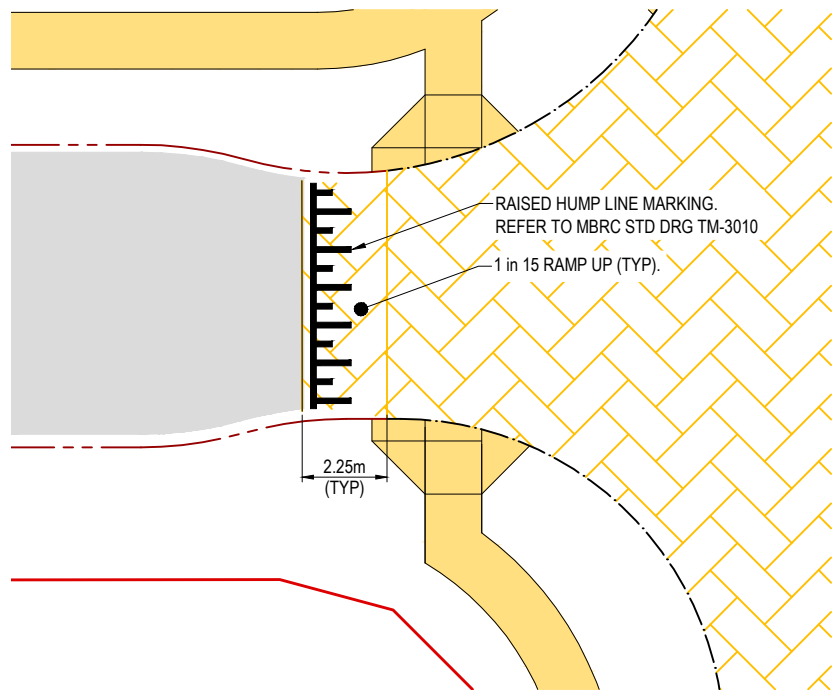 RAISED HUMP LINE MARKING.
REFER TO MBRC STD DRG TM-3010
1 in 15 RAMP UP (TYP).
2.25m
(TYP)